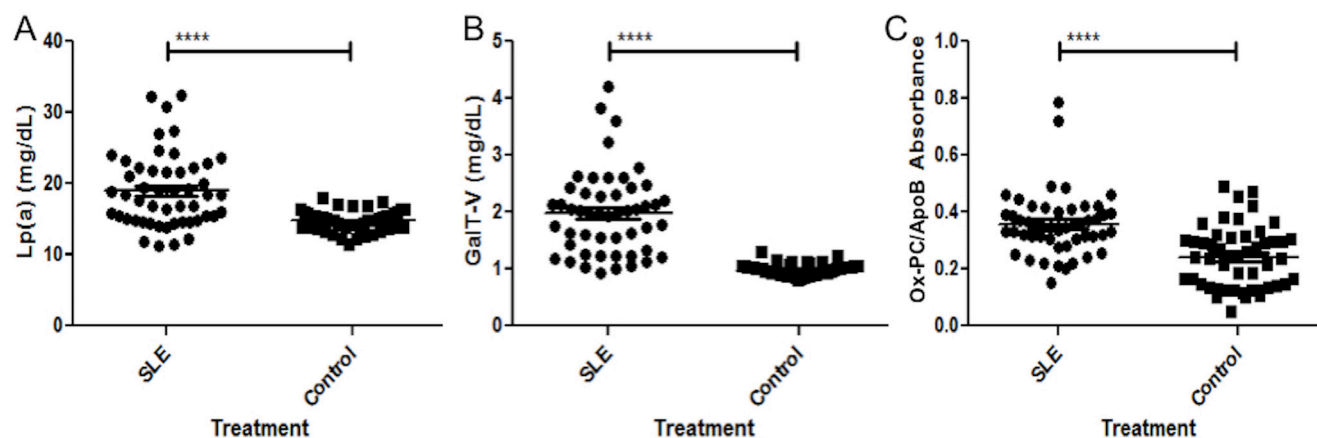 A
Lp(a) (mg/dL)
40
30
20
10
0
****
SLE
Control
Treatment
B
GalT-V (mg/dL)
5
4
3
2
1
0
****
SLE
Control
Treatment
C
Ox-PC/ApoB Absorbance
1.0
0.8
0.6
0.4
0.2
0.0
****
SLE
Control
Treatment